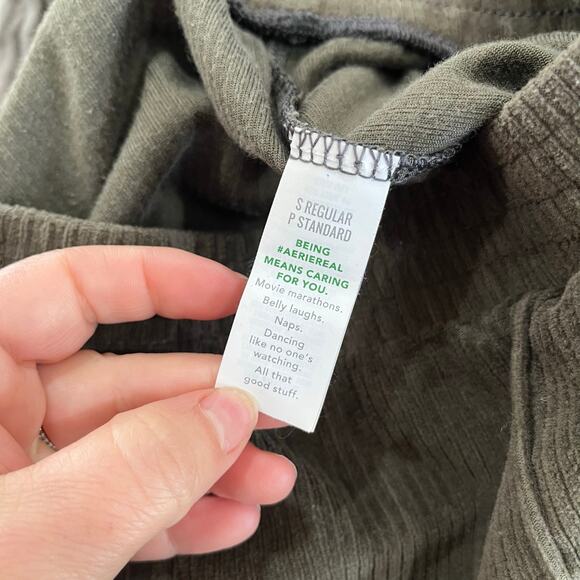 S REGULAR
P STANDARD
BEING
#AERIEREAL
MEANS CARING
FOR YOU.
Movie marathons.
Belly laughs.
Naps.
Dancing
like no one's
watching.
All that
good stuff.